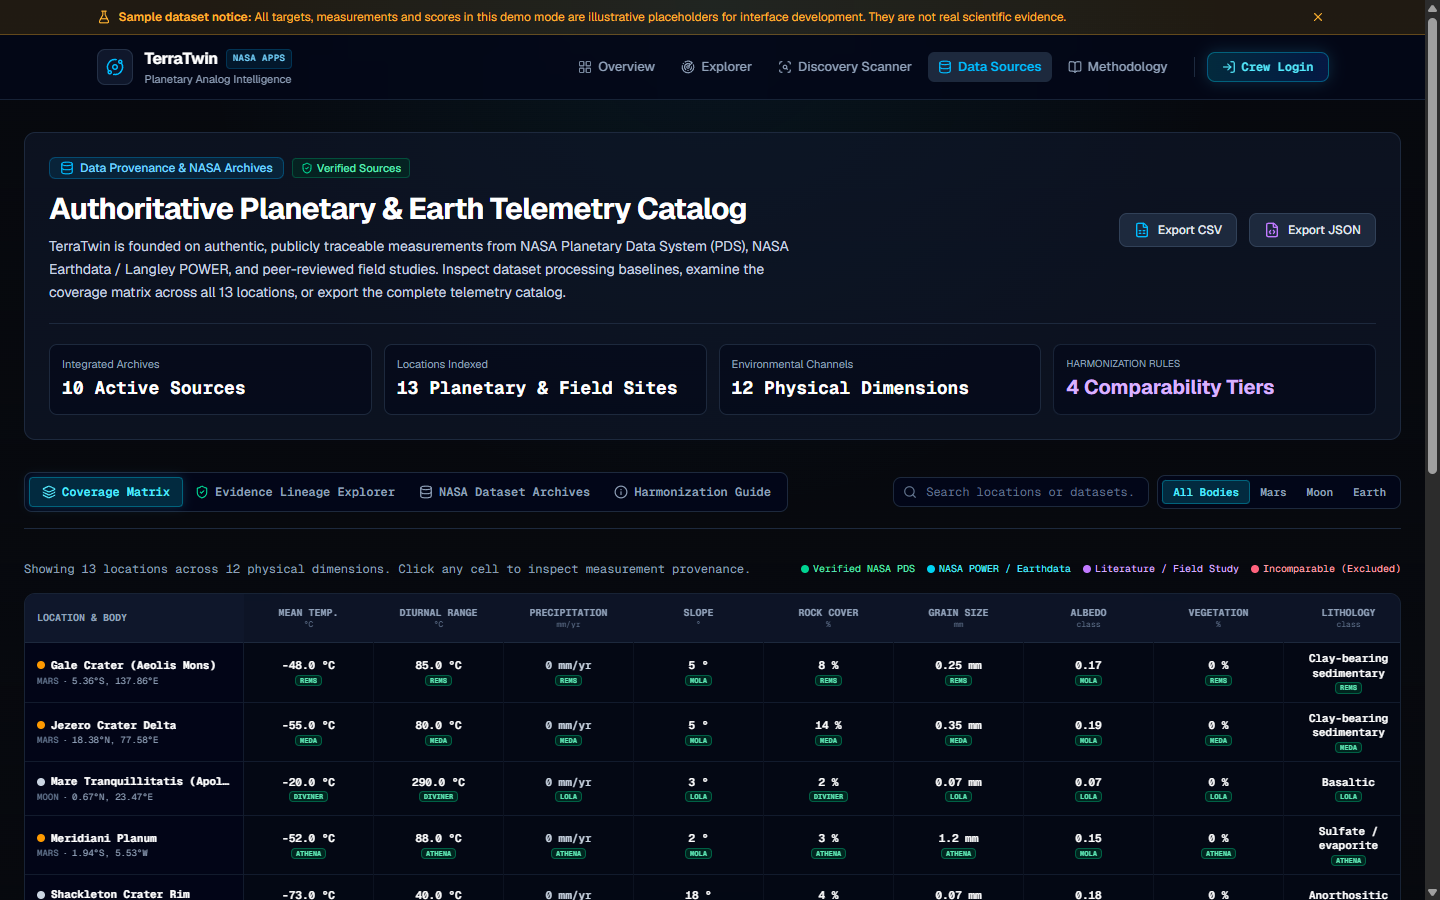 Sample dataset notice: All targets, measurements and scores in this demo mode are illustrative placeholders for interface development. They are not real scientific evidence.
TerraTwin NASA APPS
Planetary Analog Intelligence
Overview Explorer Discovery Scanner Data Sources Methodology Crew Login
Data Provenance & NASA Archives Verified Sources
Authoritative Planetary & Earth Telemetry Catalog
TerraTwin is founded on authentic, publicly traceable measurements from NASA Planetary Data System (PDS), NASA
Earthdata / Langley POWER, and peer-reviewed field studies. Inspect dataset processing baselines, examine the
coverage matrix across all 13 locations, or export the complete telemetry catalog.
Export CSV Export JSON
Integrated Archives
10 Active Sources
Locations Indexed
13 Planetary & Field Sites
Environmental Channels
12 Physical Dimensions
HARMONIZATION RULES
4 Comparability Tiers
Coverage Matrix Evidence Lineage Explorer NASA Dataset Archives Harmonization Guide
Search locations or datasets.
All Bodies Mars Moon Earth
Showing 13 locations across 12 physical dimensions. Click any cell to inspect measurement provenance.
Verified NASA PDS NASA POWER / Earthdata Literature / Field Study Incomparable (Excluded)
LOCATION & BODY MEAN TEMP. DIURNAL RANGE PRECIPITATION SLOPE ROCK COVER GRAIN SIZE ALBEDO VEGETATION LITHOLOGY
°C °C mm/yr ° % mm class % class
Gale Crater (Aeolis Mons) -48.0 °C 85.0 °C 0 mm/yr 5 ° 8 % 0.25 mm 0.17 0 % Clay-bearing sedimentary
MARS · 5.36°S, 137.86°E REMS REMS REMS MOLA REMS REMS MOLA REMS REMS
Jezero Crater Delta -55.0 °C 80.0 °C 0 mm/yr 5 ° 14 % 0.35 mm 0.19 0 % Clay-bearing sedimentary
MARS · 18.38°N, 77.58°E MEDA MEDA MEDA MOLA MEDA MEDA MOLA MEDA MEDA
Mare Tranquillitatis (Apol… -20.0 °C 290.0 °C 0 mm/yr 3 ° 2 % 0.07 mm 0.07 0 % Basaltic
MOON · 0.67°N, 23.47°E DIVINER DIVINER LOLA LOLA DIVINER LOLA LOLA LOLA LOLA
Meridiani Planum -52.0 °C 88.0 °C 0 mm/yr 2 ° 3 % 1.2 mm 0.15 0 % Sulfate / evaporite
MARS · 1.94°S, 5.53°W ATHENA ATHENA ATHENA MOLA ATHENA ATHENA MOLA ATHENA ATHENA
Shackleton Crater Rim -73.0 °C 40.0 °C 0 mm/yr 18 ° 4 % 0.07 mm 0.18 0 % Anorthositic